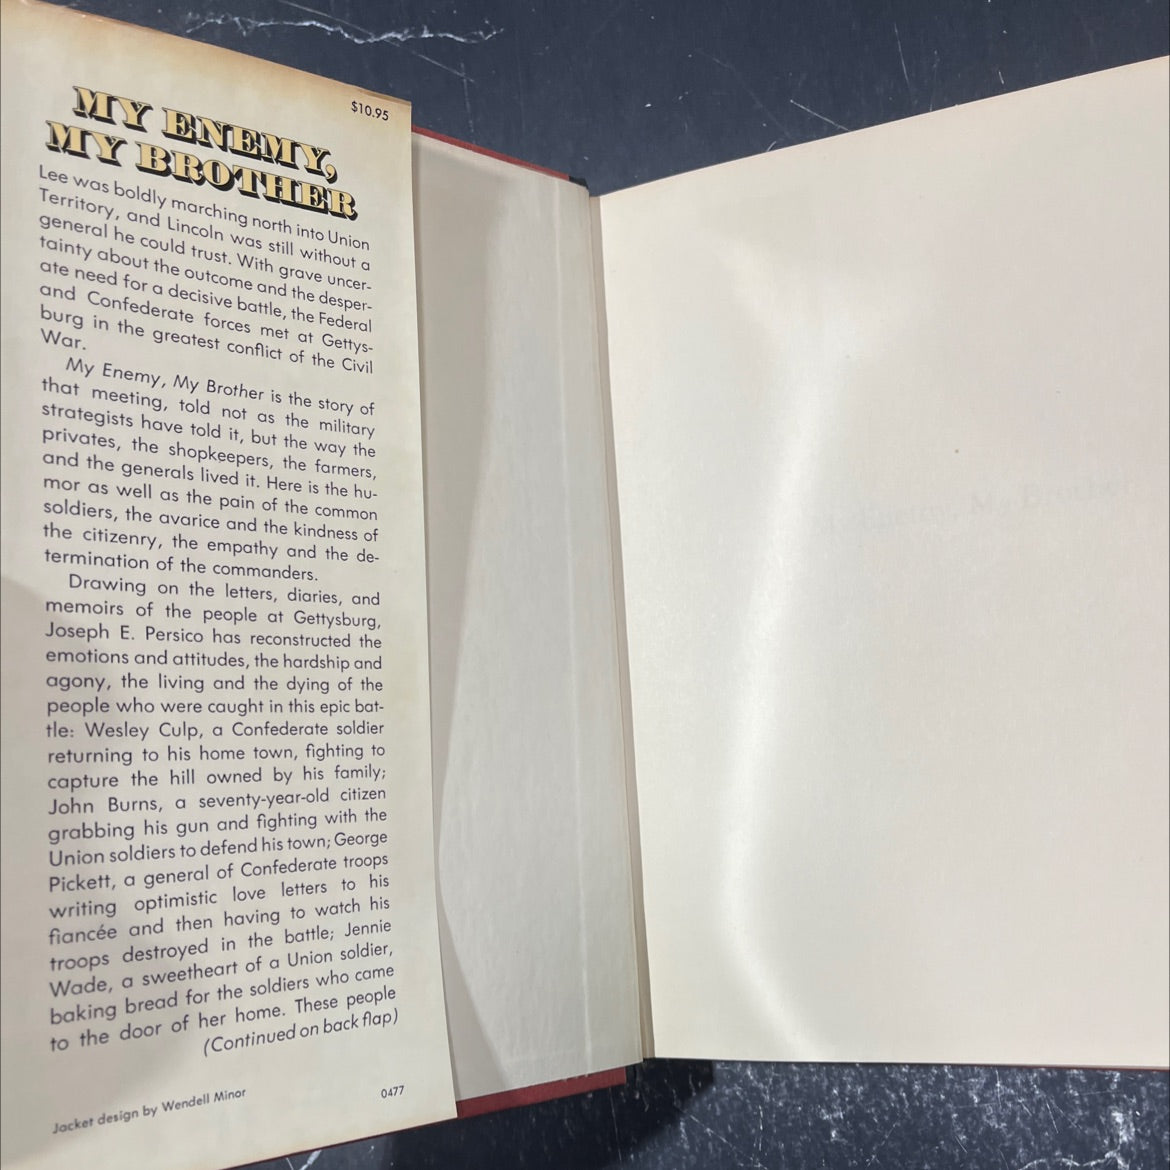 $10.95
MY ENEMY,
MY BROTHER
Lee was boldly marching north into Union
Territory, and Lincoln was still without a
general he could trust. With grave uncer-
tainty about the outcome and the desper-
ate need for a decisive battle, the Federal
and Confederate forces met at Gettys-
burg in the greatest conflict of the Civil
War.
My Enemy, My Brother is the story of
that meeting, told not as the military
strategists have told it, but the way the
privates, the shopkeepers, the farmers,
and the generals lived it. Here is the hu-
mor as well as the pain of the common
soldiers, the avarice and the kindness of
the citizenry, the empathy and the de-
termination of the commanders.
Drawing on the letters, diaries, and
memoirs of the people at Gettysburg,
Joseph E. Persico has reconstructed the
emotions and attitudes, the hardship and
agony, the living and the dying of the
people who were caught in this epic bat-
tle: Wesley Culp, a Confederate soldier
returning to his home town, fighting to
capture the hill owned by his family;
John Burns, a seventy-year-old citizen
grabbing his gun and fighting with the
Union soldiers to defend his town; George
Pickett, a general of Confederate troops
writing optimistic love letters to his
fiancée and then having to watch his
troops destroyed in the battle; Jennie
Wade, a sweetheart of a Union soldier,
baking bread for the soldiers who came
to the door of her home. These people
(Continued on back flap)
Jacket design by Wendell Minor
0477